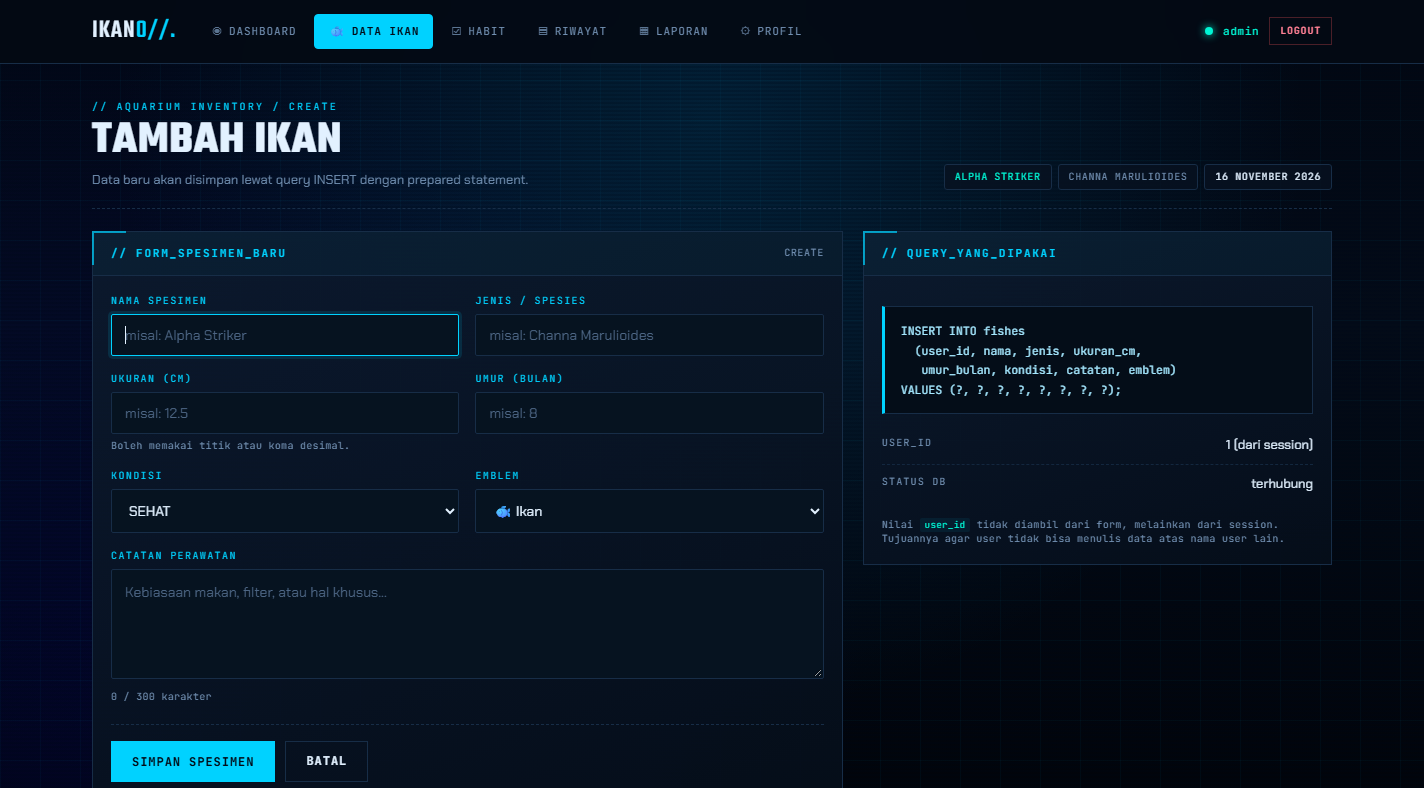 IKANO//.
DASHBOARD
DATA IKAN
HABIT
RIWAYAT
LAPORAN
PROFIL
admin
LOGOUT
// AQUARIUM INVENTORY / CREATE
TAMBAH IKAN
Data baru akan disimpan lewat query INSERT dengan prepared statement.
ALPHA STRIKER
CHANNA MARULIOIDES
16 NOVEMBER 2026
// FORM_SPESIMEN_BARU
CREATE
NAMA SPESIMEN
misal: Alpha Striker
JENIS / SPESIES
misal: Channa Marulioides
UKURAN (CM)
misal: 12.5
Boleh memakai titik atau koma desimal.
UMUR (BULAN)
misal: 8
KONDISI
SEHAT
EMBLEM
Ikan
CATATAN PERAWATAN
Kebiasaan makan, filter, atau hal khusus...
0 / 300 karakter
SIMPAN SPESIMEN
BATAL
// QUERY_YANG_DIPAKAI
INSERT INTO fishes
(user_id, nama, jenis, ukuran_cm,
umur_bulan, kondisi, catatan, emblem)
VALUES (?, ?, ?, ?, ?, ?, ?, ?);
USER_ID
1 (dari session)
STATUS DB
terhubung
Nilai user_id tidak diambil dari form, melainkan dari session.
Tujuannya agar user tidak bisa menulis data atas nama user lain.